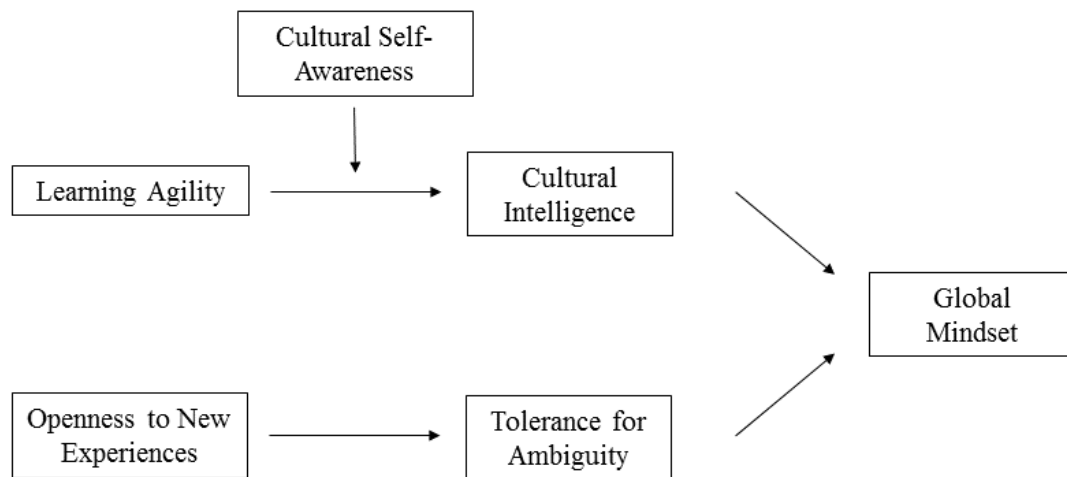 Cultural Self-
Awareness
Learning Agility
Cultural
Intelligence
Global
Mindset
Openness to New
Experiences
Tolerance for
Ambiguity